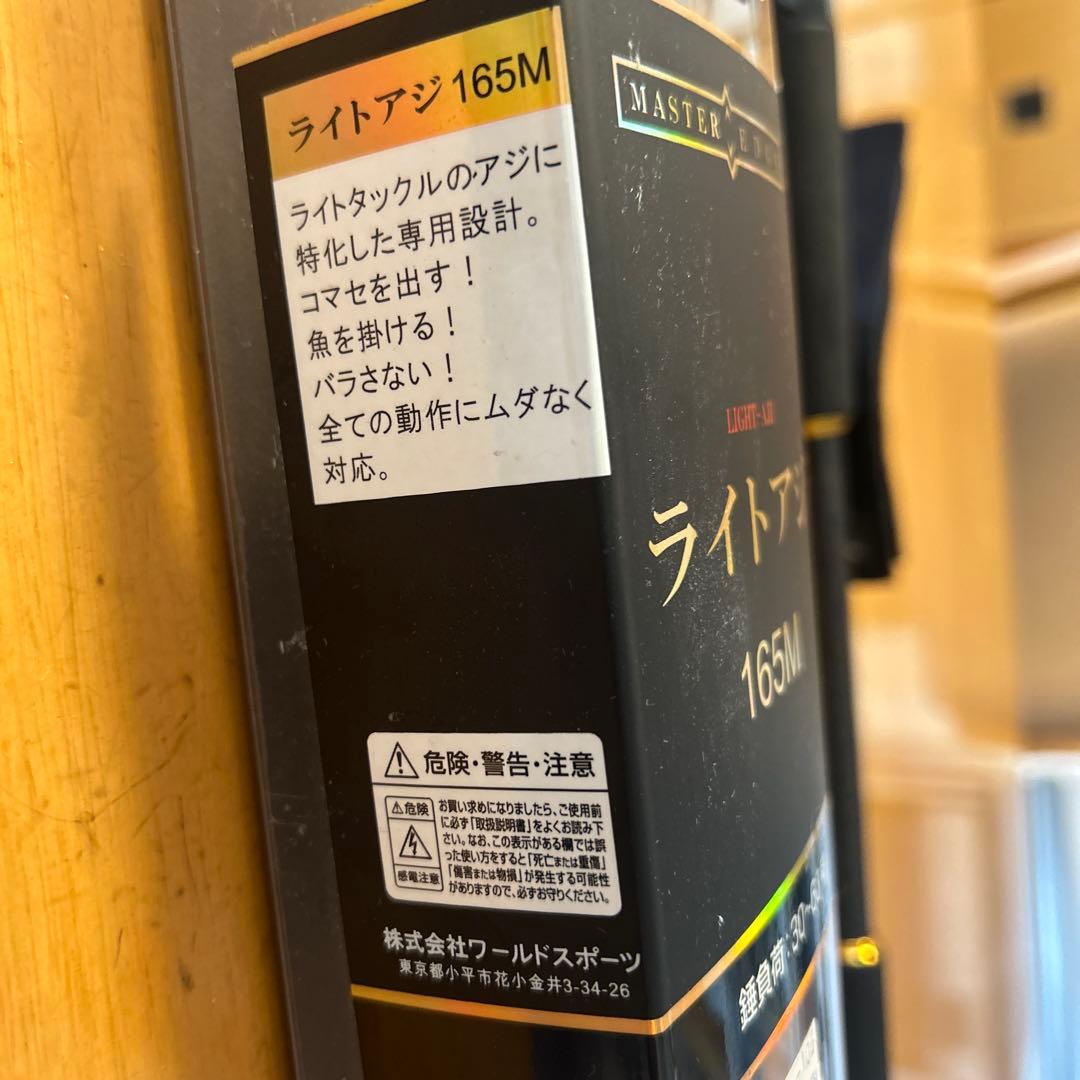 ライトアジ 165M
ライトタックルのアジに
特化した専用設計。
コマセを出す！
魚を掛ける！
バラさない！
全ての動作にムダなく
対応。
危険・警告・注意
危険
感電注意
お買い求めになりましたら、ご使用前
に必ず「取扱説明書」をよくお読み下
さい。なお、この表示がある欄では誤
った使い方をすると「死亡または重傷」
「傷害または物損」が発生する可能性
がありますので、必ずお守りください。
株式会社ワールドスポーツ
東京都小平市花小金井3-34-26
MASTER EDGE
LIGHT-AJI
ライトアジ
165M
錘負荷:30~